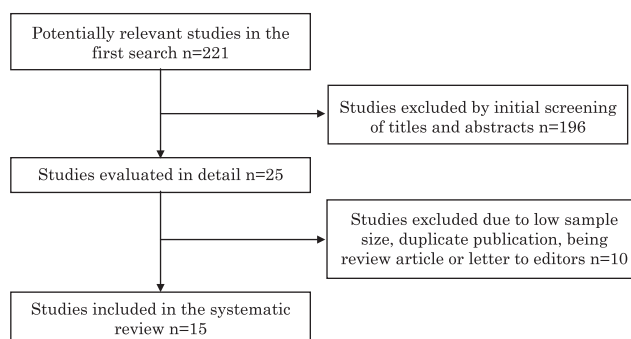 Potentially relevant studies in the
first search n=221
Studies excluded by initial screening
of titles and abstracts n=196
Studies evaluated in detail n=25
Studies excluded due to low sample
size, duplicate publication, being
review article or letter to editors n=10
Studies included in the systematic
review n=15